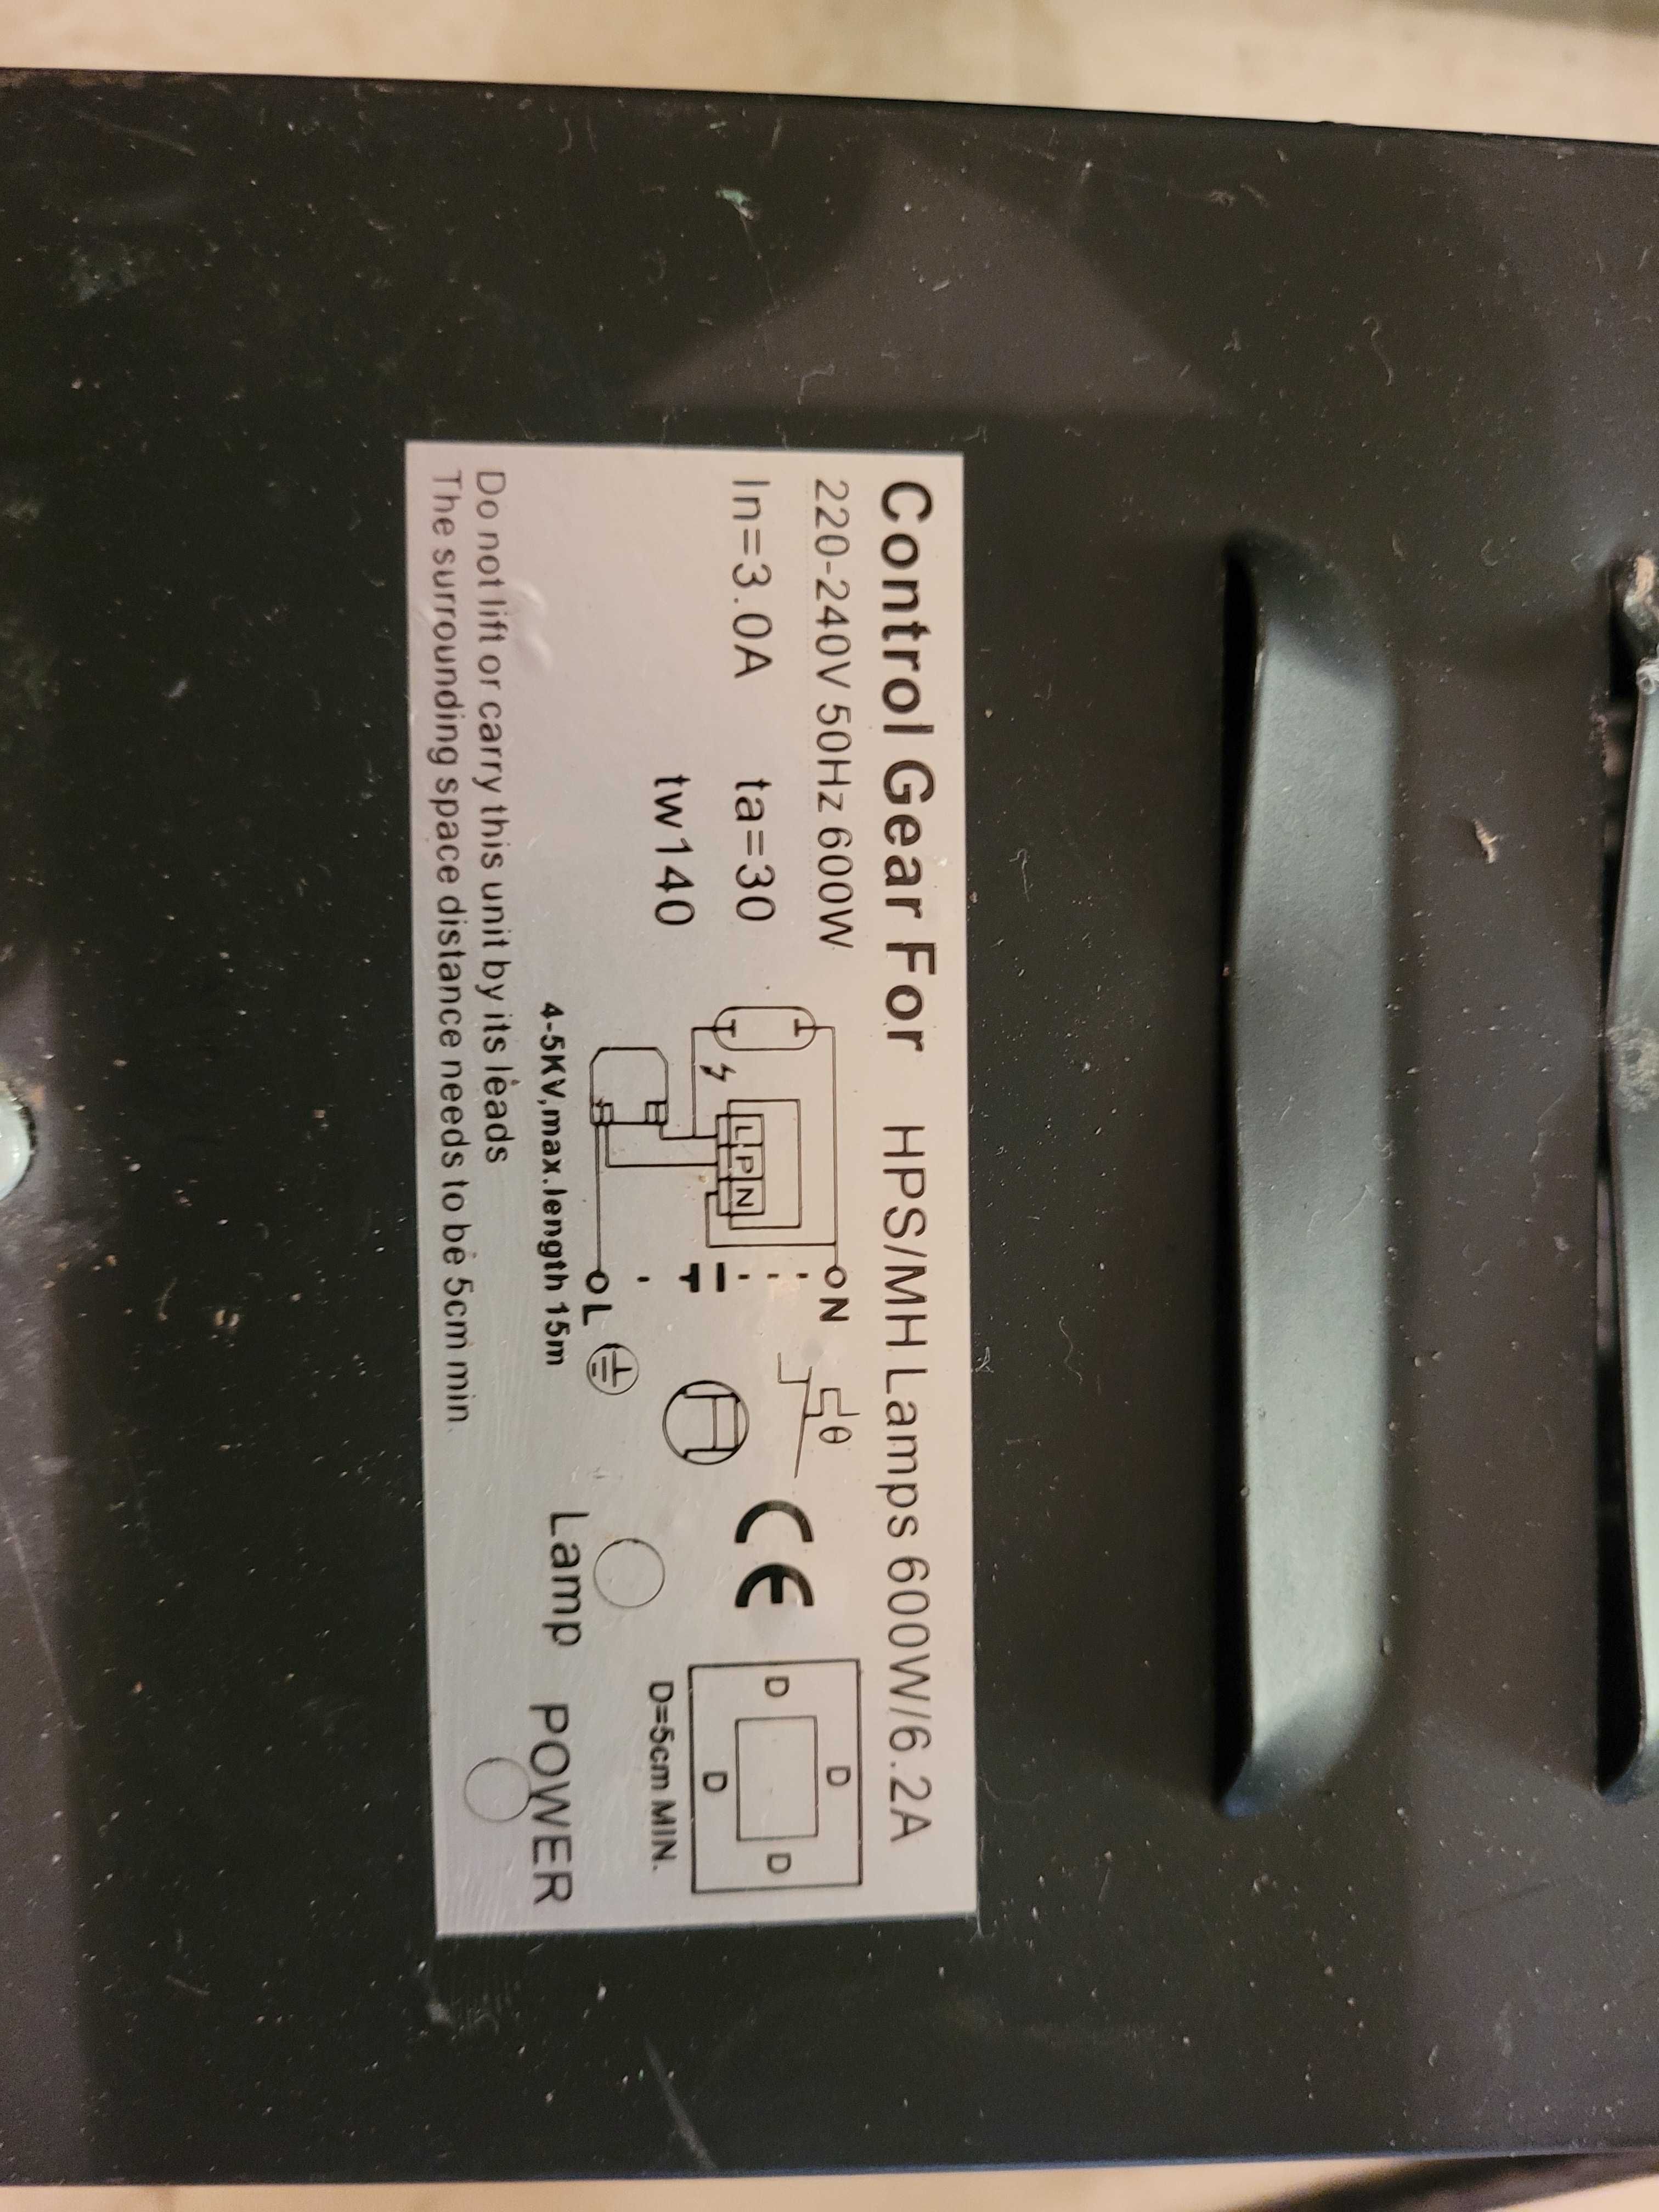 Control Gear For HPS/MH Lamps 600W/6.2A
220-240V 50Hz 600W
In=3.0A ta=30
tw140
L P N
N
θ
L
CE
D
D D
D
D=5cm MIN.
4-5KV,max.length 15m
Lamp POWER
Do not lift or carry this unit by its leads
The surrounding space distance needs to be 5cm min